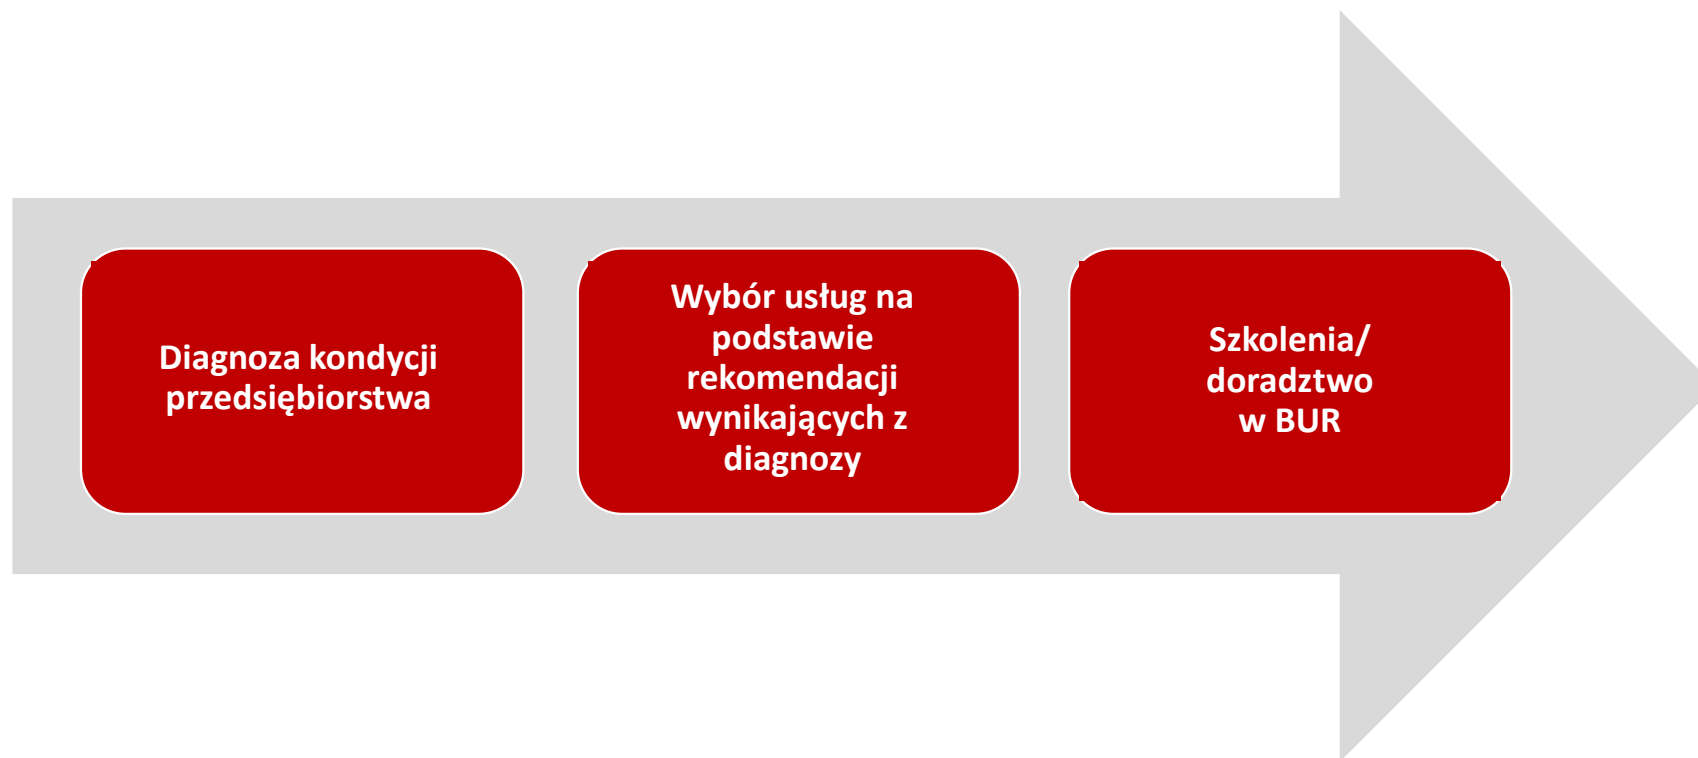 Diagnoza kondycji
przedsiębiorstwa
Wybór usług na
podstawie
rekomendacji
wynikających z
diagnozy
Szkolenia/
doradztwo
w BUR